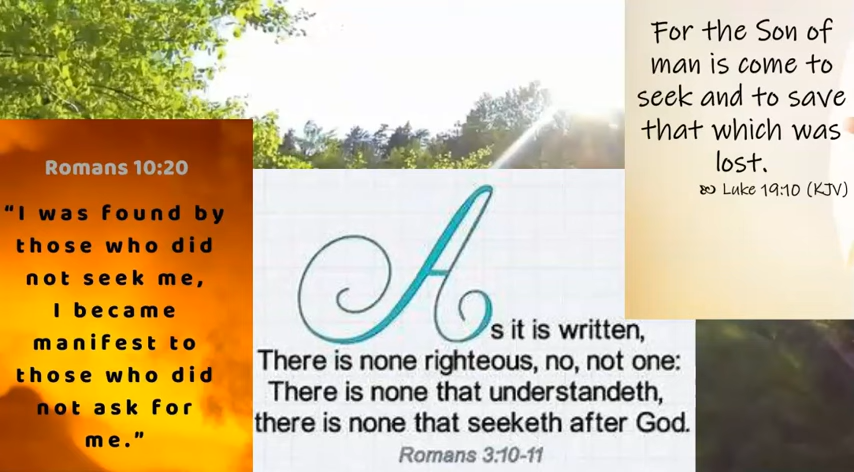 Romans 10:20
“I was found by
those who did
not seek me,
I became
manifest to
those who did
not ask for
me.”
As it is written,
There is none righteous, no, not one:
There is none that understandeth,
there is none that seeketh after God.
Romans 3:10-11
For the Son of
man is come to
seek and to save
that which was
lost.
Luke 19:10 (KJV)